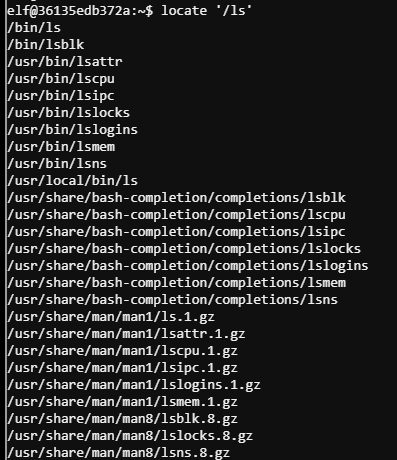 elf@36135edb372a:~$ locate '/ls'
/bin/ls
/bin/lsblk
/usr/bin/lsattr
/usr/bin/lscpu
/usr/bin/lsipc
/usr/bin/lslocks
/usr/bin/lslogins
/usr/bin/lsmem
/usr/bin/lsns
/usr/local/bin/ls
/usr/share/bash-completion/completions/lsblk
/usr/share/bash-completion/completions/lscpu
/usr/share/bash-completion/completions/lsipc
/usr/share/bash-completion/completions/lslocks
/usr/share/bash-completion/completions/lslogins
/usr/share/bash-completion/completions/lsmem
/usr/share/bash-completion/completions/lsns
/usr/share/man/man1/ls.1.gz
/usr/share/man/man1/lsattr.1.gz
/usr/share/man/man1/lscpu.1.gz
/usr/share/man/man1/lsipc.1.gz
/usr/share/man/man1/lslogins.1.gz
/usr/share/man/man1/lsmem.1.gz
/usr/share/man/man8/lsblk.8.gz
/usr/share/man/man8/lslocks.8.gz
/usr/share/man/man8/lsns.8.gz